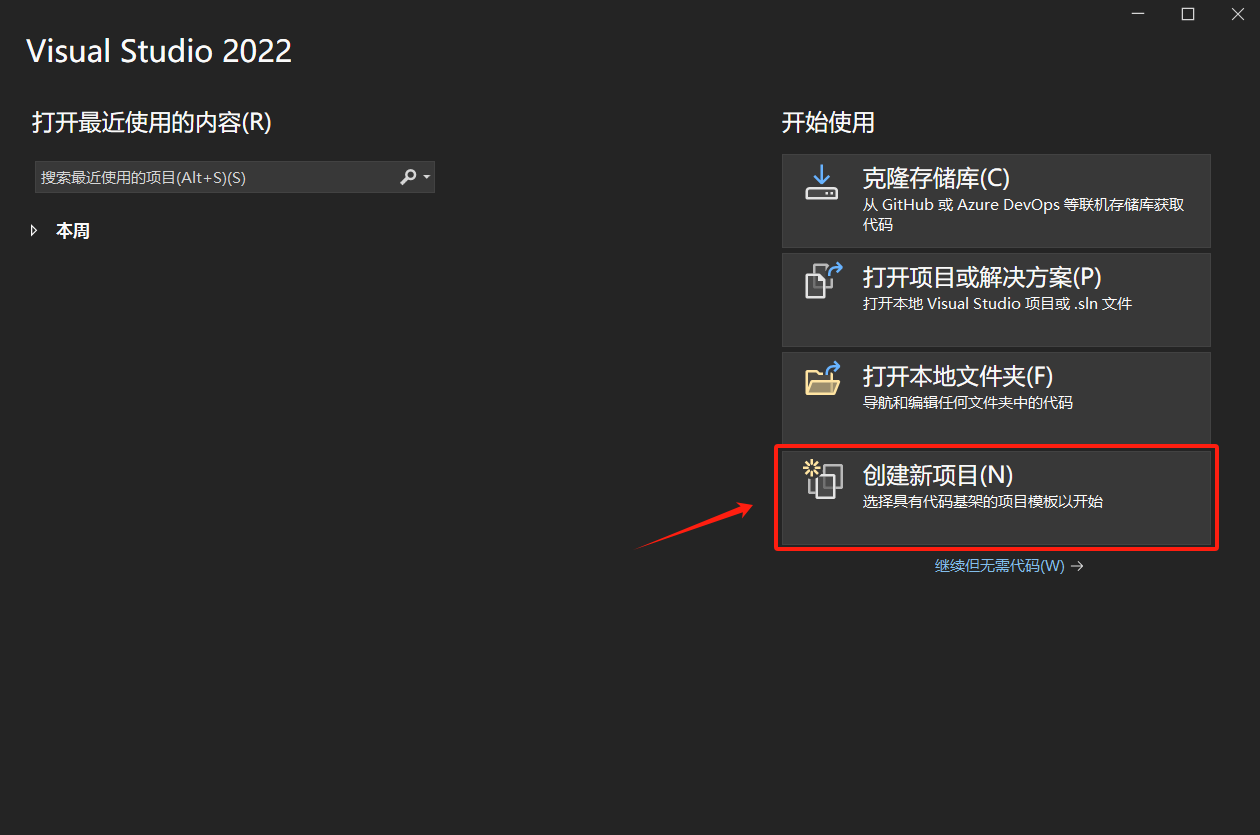 Visual Studio 2022
打开最近使用的内容(R)
搜索最近使用的项目(Alt+S)(S)
本周
开始使用
克隆存储库(C)
从 GitHub 或 Azure DevOps 等联机存储库获取
代码
打开项目或解决方案(P)
打开本地 Visual Studio 项目或 .sln 文件
打开本地文件夹(F)
导航和编辑任何文件夹中的代码
创建新项目(N)
选择具有代码基架的项目模板以开始
继续但无需代码(W) →